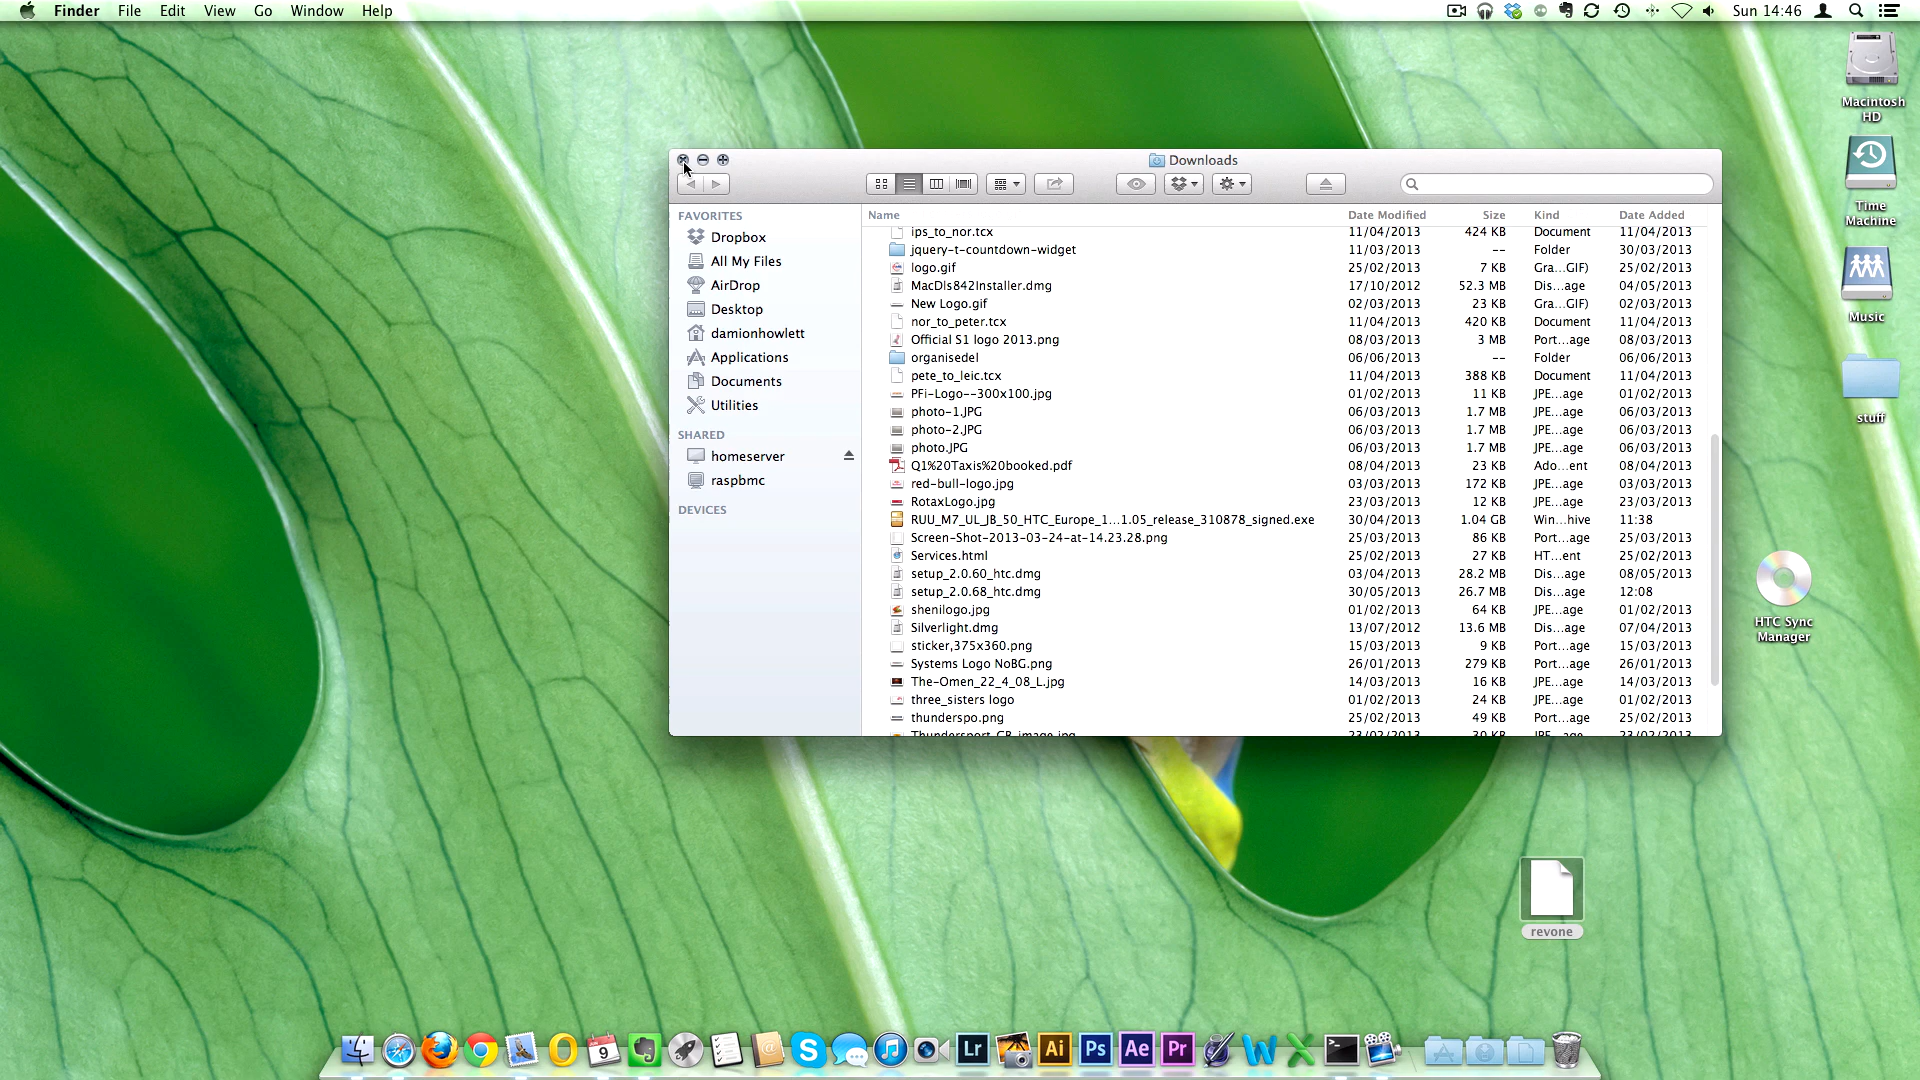 Finder File Edit View Go Window Help
Sun 14:46
Macintosh HD
Time Machine
Music
stuff
HTC Sync Manager
revone
Downloads
FAVORITES
Dropbox
All My Files
AirDrop
Desktop
damionhowlett
Applications
Documents
Utilities
SHARED
homeserver
raspbmc
DEVICES
Name Date Modified Size Kind Date Added
ips_to_nor.tcx 11/04/2013 424 KB Document 11/04/2013
jquery-t-countdown-widget 11/03/2013 -- Folder 30/03/2013
logo.gif 25/02/2013 7 KB Gra...GIF) 25/02/2013
MacDls842Installer.dmg 17/10/2012 52.3 MB Dis...age 04/05/2013
New Logo.gif 02/03/2013 23 KB Gra...GIF) 02/03/2013
nor_to_peter.tcx 11/04/2013 420 KB Document 11/04/2013
Official S1 logo 2013.png 08/03/2013 3 MB Port...age 08/03/2013
organisedel 06/06/2013 -- Folder 06/06/2013
pete_to_leic.tcx 11/04/2013 388 KB Document 11/04/2013
PFi-Logo--300x100.jpg 01/02/2013 11 KB JPE...age 01/02/2013
photo-1.JPG 06/03/2013 1.7 MB JPE...age 06/03/2013
photo-2.JPG 06/03/2013 1.7 MB JPE...age 06/03/2013
photo.JPG 06/03/2013 1.7 MB JPE...age 06/03/2013
Q1%20Taxis%20booked.pdf 08/04/2013 23 KB Ado...ent 08/04/2013
red-bull-logo.jpg 03/03/2013 172 KB JPE...age 03/03/2013
RotaxLogo.jpg 23/03/2013 12 KB JPE...age 23/03/2013
RUU_M7_UL_JB_50_HTC_Europe_1...1.05_release_310878_signed.exe 30/04/2013 1.04 GB Win...hive 11:38
Screen-Shot-2013-03-24-at-14.23.28.png 25/03/2013 86 KB Port...age 25/03/2013
Services.html 25/02/2013 27 KB HT...ent 25/02/2013
setup_2.0.60_htc.dmg 03/04/2013 28.2 MB Dis...age 08/05/2013
setup_2.0.68_htc.dmg 30/05/2013 26.7 MB Dis...age 12:08
shenilogo.jpg 01/02/2013 64 KB JPE...age 01/02/2013
Silverlight.dmg 13/07/2012 13.6 MB Dis...age 07/04/2013
sticker,375x360.png 15/03/2013 9 KB Port...age 15/03/2013
Systems Logo NoBG.png 26/01/2013 279 KB Port...age 26/01/2013
The-Omen_22_4_08_L.jpg 14/03/2013 16 KB JPE...age 14/03/2013
three_sisters logo 01/02/2013 24 KB JPE...age 01/02/2013
thunderspo.png 25/02/2013 49 KB Port...age 25/02/2013
Thundersport_GB_image.jpg 23/02/2013 30 KB JPE...age 23/02/2013
9
Lr
Ai
Ps
Ae
Pr